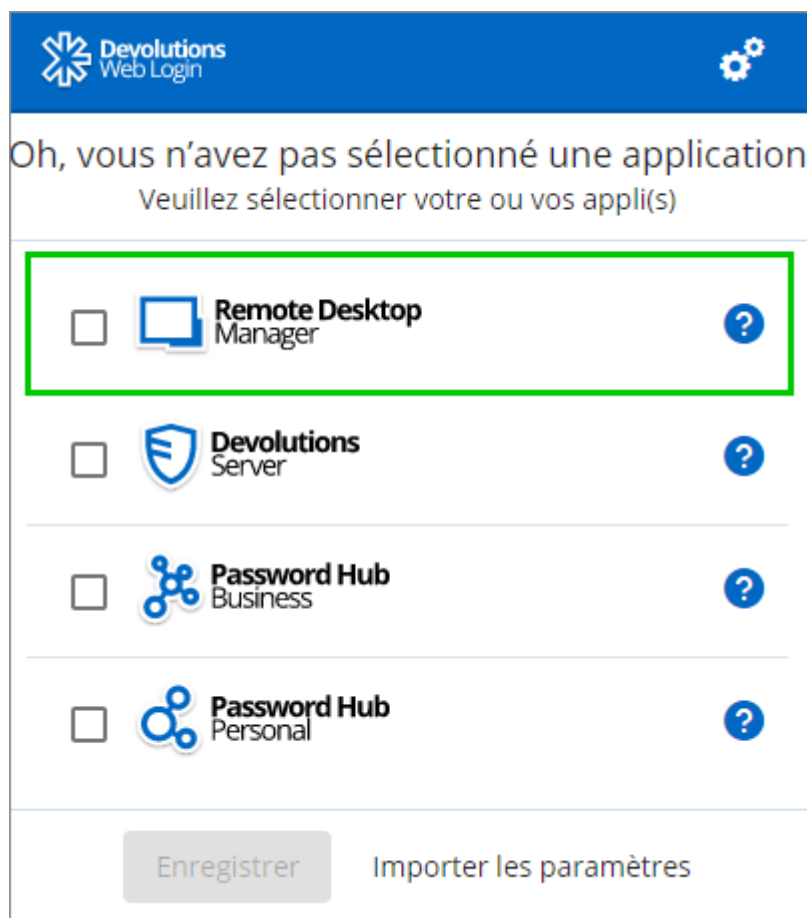 Devolutions
Web Login
Oh, vous n’avez pas sélectionné une application
Veuillez sélectionner votre ou vos appli(s)
Remote Desktop
Manager
?
Devolutions
Server
?
Password Hub
Business
?
Password Hub
Personal
?
Enregistrer Importer les paramètres